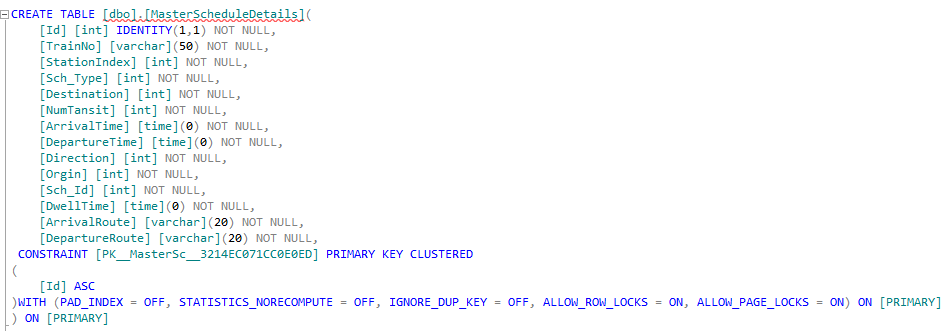 CREATE TABLE [dbo].[MasterScheduleDetails](
[Id] [int] IDENTITY(1,1) NOT NULL,
[TrainNo] [varchar](50) NOT NULL,
[StationIndex] [int] NOT NULL,
[Sch_Type] [int] NOT NULL,
[Destination] [int] NOT NULL,
[NumTansit] [int] NOT NULL,
[ArrivalTime] [time](0) NOT NULL,
[DepartureTime] [time](0) NOT NULL,
[Direction] [int] NOT NULL,
[Orgin] [int] NOT NULL,
[Sch_Id] [int] NOT NULL,
[DwellTime] [time](0) NOT NULL,
[ArrivalRoute] [varchar](20) NOT NULL,
[DepartureRoute] [varchar](20) NOT NULL,
CONSTRAINT [PK__MasterSc__3214EC071CC0E0ED] PRIMARY KEY CLUSTERED
(
[Id] ASC
)WITH (PAD_INDEX = OFF, STATISTICS_NORECOMPUTE = OFF, IGNORE_DUP_KEY = OFF, ALLOW_ROW_LOCKS = ON, ALLOW_PAGE_LOCKS = ON) ON [PRIMARY]
) ON [PRIMARY]